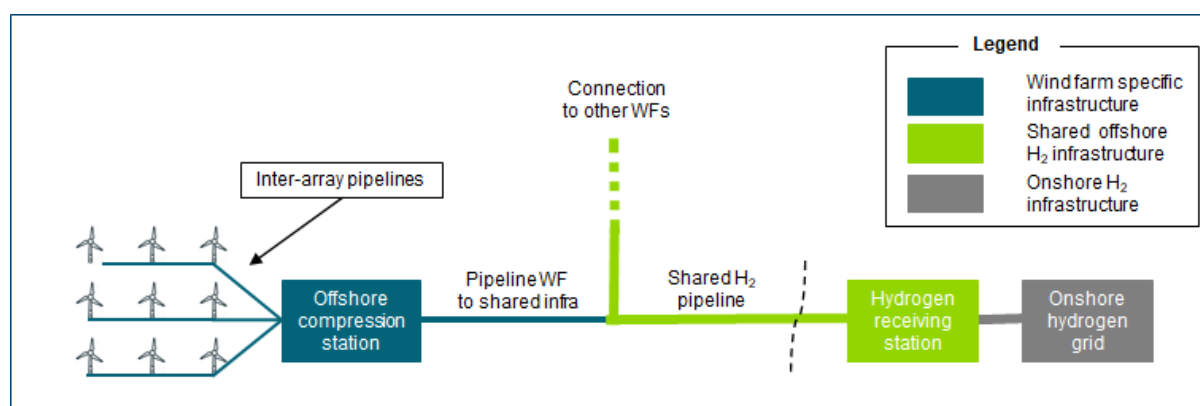 Legend
Wind farm specific
infrastructure
Shared offshore
H₂ infrastructure
Onshore H₂
infrastructure
Connection
to other WFs
Inter-array pipelines
Offshore
compression
station
Pipeline WF
to shared infra
Shared H₂
pipeline
Hydrogen
receiving
station
Onshore
hydrogen
grid